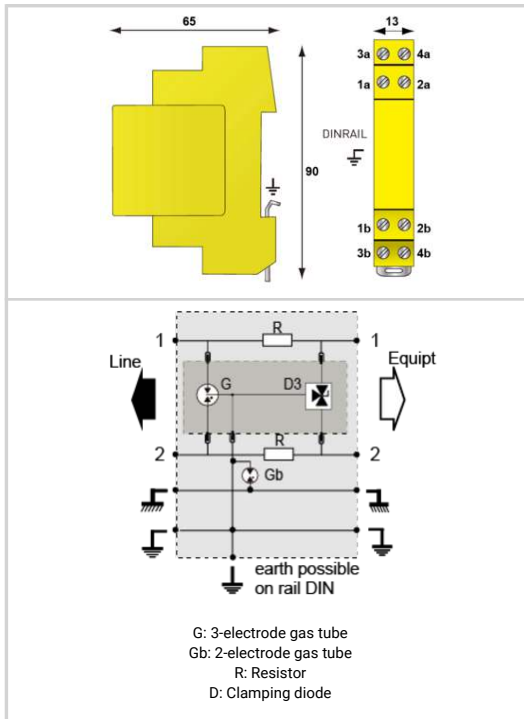 65
13
3a 4a
1a 2a
DINRAIL
90
1b 2b
3b 4b
R
1 1
Line Equipt
G D3
R
2 2
Gb
earth possible
on rail DIN
G: 3-electrode gas tube
Gb: 2-electrode gas tube
R: Resistor
D: Clamping diode